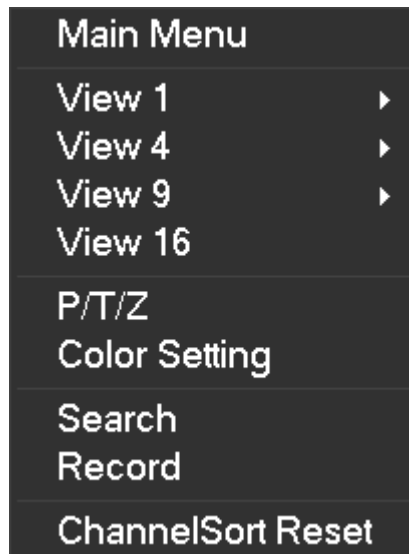 Main Menu
View 1
View 4
View 9
View 16
P/T/Z
Color Setting
Search
Record
ChannelSort Reset